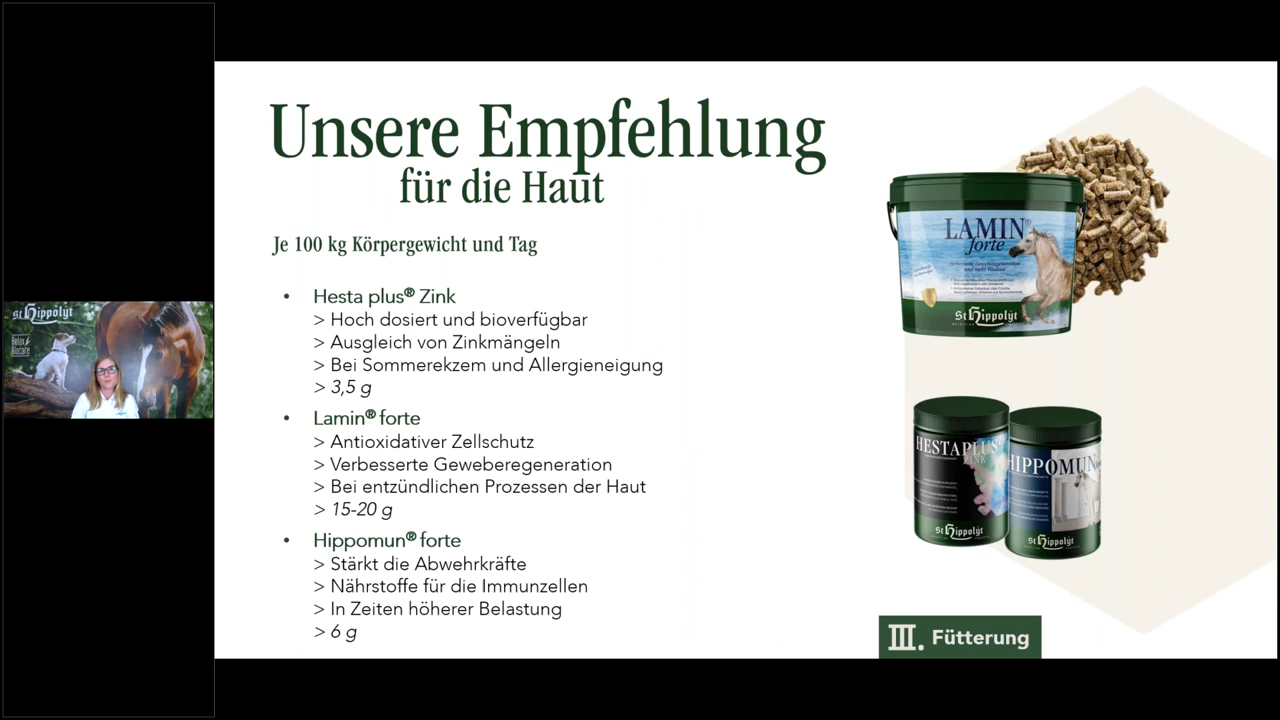 Unsere Empfehlung
für die Haut
Je 100 kg Körpergewicht und Tag
• Hesta plus® Zink
> Hoch dosiert und bioverfügbar
> Ausgleich von Zinkmängeln
> Bei Sommerekzem und Allergieneigung
> 3,5 g
• Lamin® forte
> Antioxidativer Zellschutz
> Verbesserte Geweberegeneration
> Bei entzündlichen Prozessen der Haut
> 15-20 g
• Hippomun® forte
> Stärkt die Abwehrkräfte
> Nährstoffe für die Immunzellen
> In Zeiten höherer Belastung
> 6 g
LAMIN®
forte
St Hippolyt
HESTAPLUS
ZINK
St Hippolyt
HIPPOMUN
St Hippolyt
III. Fütterung
St Hippolyt